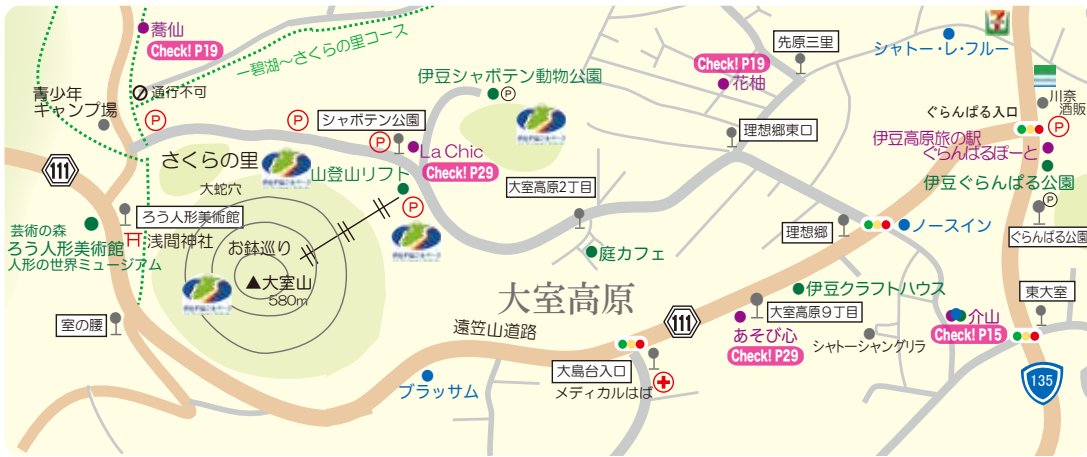 蕎仙
Check! P19
一碧湖～さくらの里コース
通行不可
青少年
キャンプ場
P
P
P
シャボテン公園
伊豆シャボテン動物公園
P
La Chic
Check! P29
Check! P19
花柚
先原三里
シャトー・レ・フルー
7
川奈
酒販
ぐらんぱる入口
P
伊豆高原旅の駅
ぐらんぱるぽーと
伊豆ぐらんぱる公園
P
ぐらんぱる公園
理想郷東口
111
さくらの里
大蛇穴
山登山リフト
P
大室高原2丁目
ろう人形美術館
浅間神社
芸術の森
ろう人形美術館
人形の世界ミュージアム
お鉢巡り
▲大室山
580m
庭カフェ
理想郷
ノースイン
大室高原
伊豆クラフトハウス
大室高原9丁目
東大室
室の腰
遠笠山道路
111
あそび心
Check! P29
シャトーシャングリラ
介山
Check! P15
大島台入口
メディカルはば
ブラッサム
135